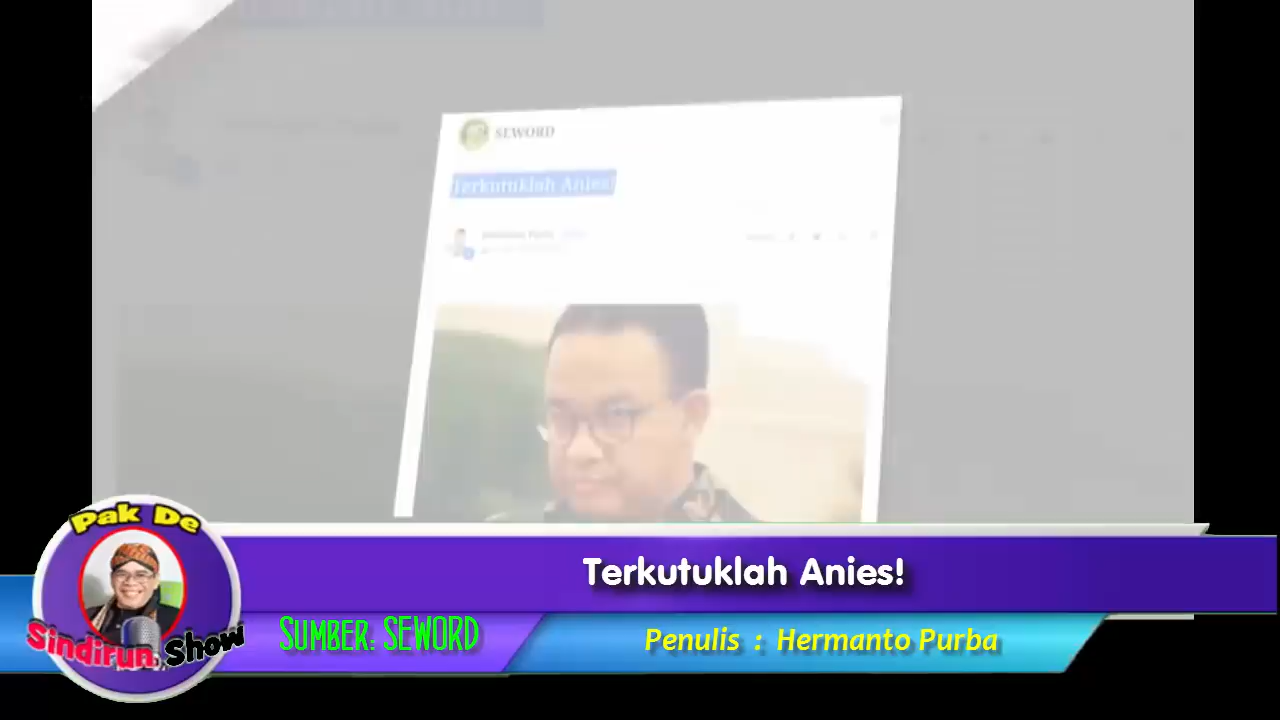 SEWORD
Terkutuklah Anies!
Pak De
Sindirun Show
Terkutuklah Anies!
SUMBER: SEWORD
Penulis : Hermanto Purba